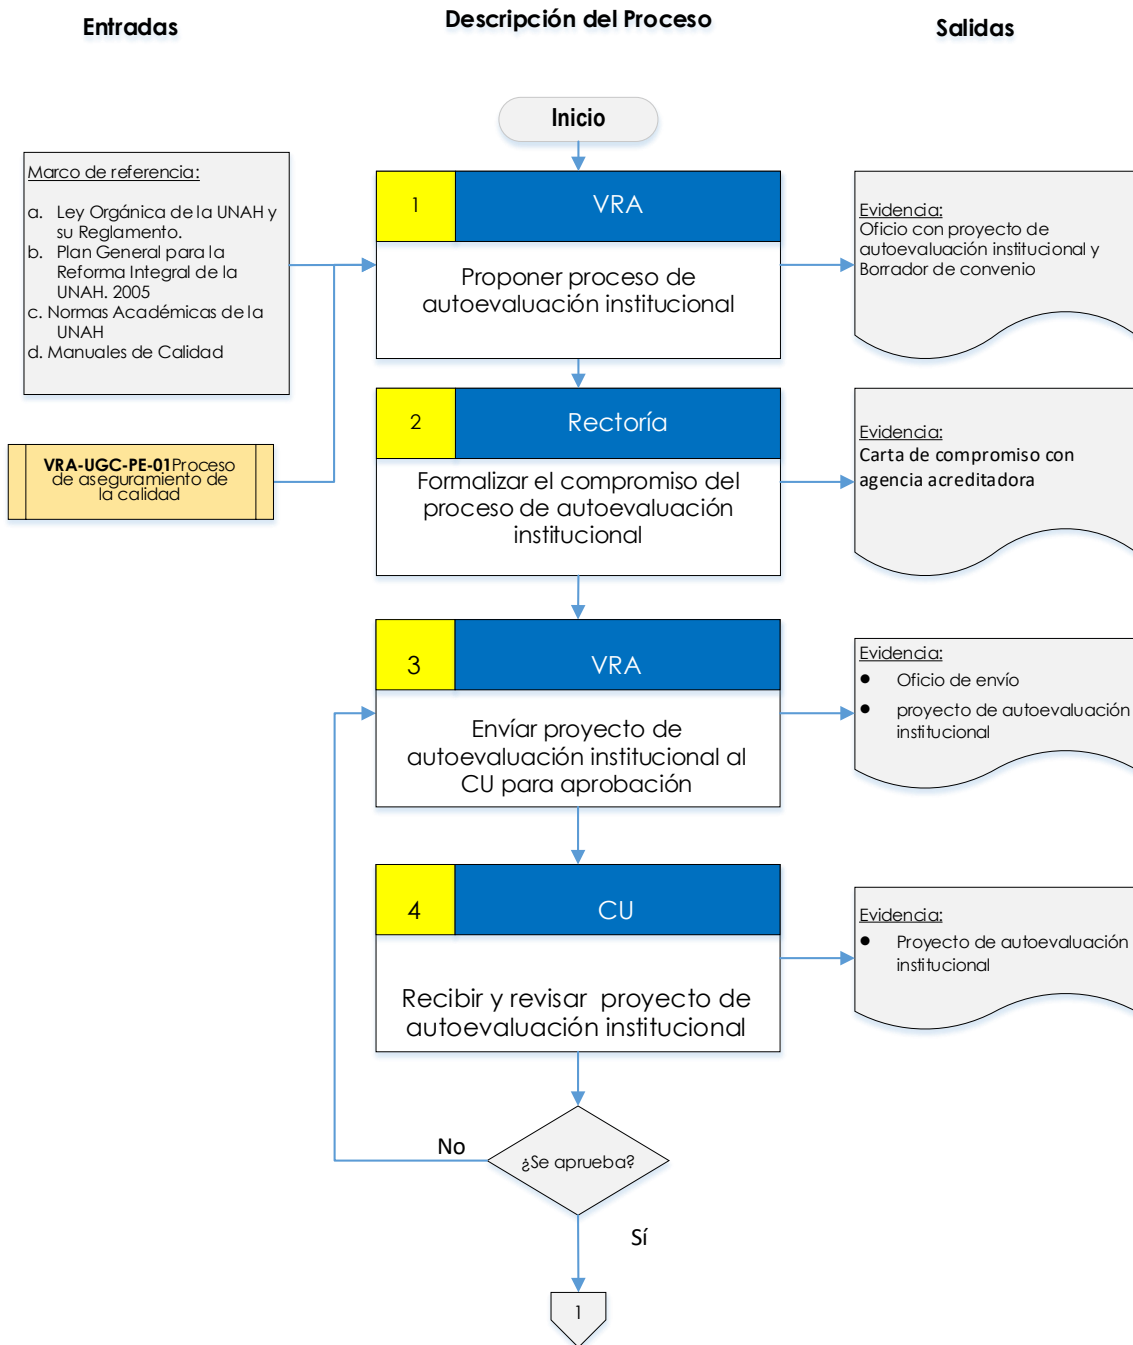 Entradas
Descripción del Proceso
Salidas
Inicio
Marco de referencia:
a. Ley Orgánica de la UNAH y
su Reglamento.
b. Plan General para la
Reforma Integral de la
UNAH. 2005
c. Normas Académicas de la
UNAH
d. Manuales de Calidad
VRA-UGC-PE-01Proceso
de aseguramiento de
la calidad
1
VRA
Proponer proceso de
autoevaluación institucional
Evidencia:
Oficio con proyecto de
autoevaluación institucional y
Borrador de convenio
2
Rectoría
Formalizar el compromiso del
proceso de autoevaluación
institucional
Evidencia:
Carta de compromiso con
agencia acreditadora
3
VRA
Envíar proyecto de
autoevaluación institucional al
CU para aprobación
Evidencia:
● Oficio de envío
● proyecto de autoevaluación
institucional
4
CU
Recibir y revisar proyecto de
autoevaluación institucional
Evidencia:
● Proyecto de autoevaluación
institucional
No
¿Se aprueba?
Sí
1